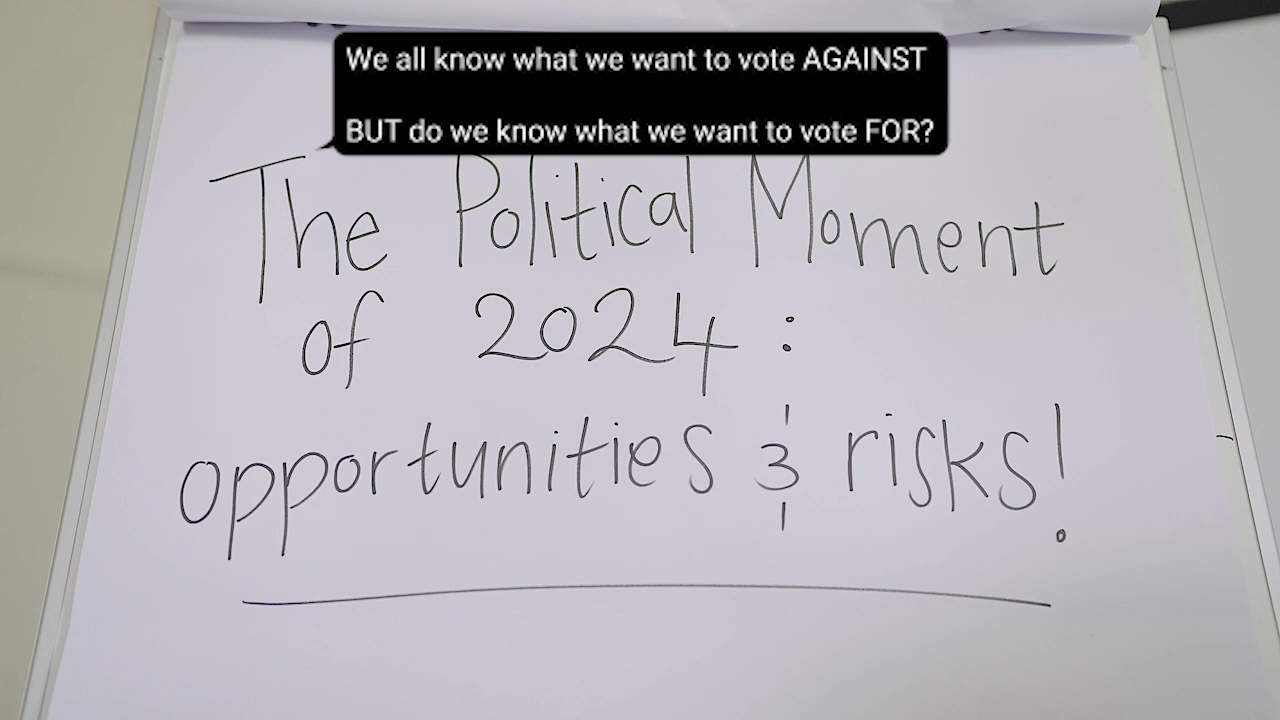 We all know what we want to vote AGAINST
BUT do we know what we want to vote FOR?
The Political Moment
of 2024:
opportunities & risks!